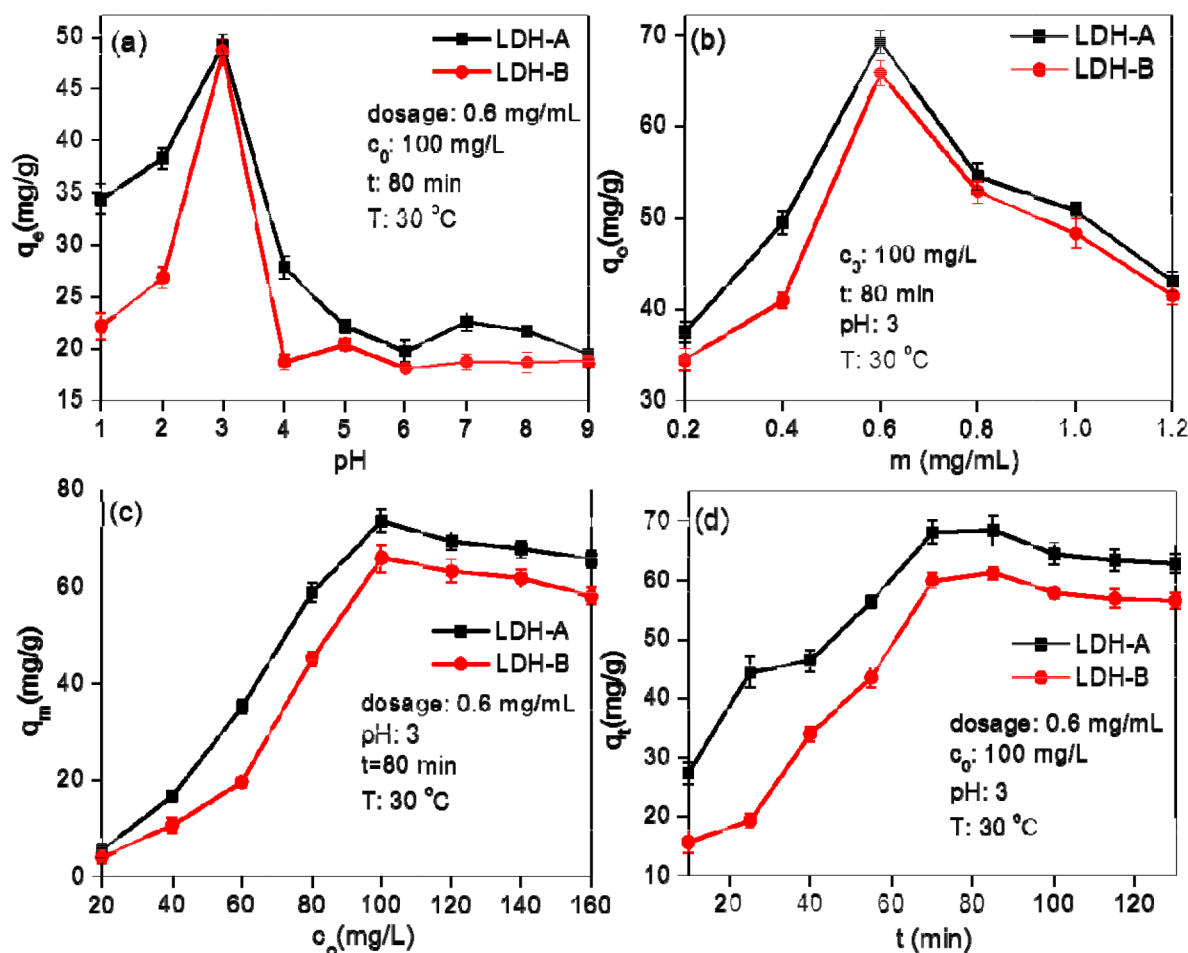 (a)
LDH-A
LDH-B
dosage: 0.6 mg/mL
c0: 100 mg/L
t: 80 min
T: 30 °C
50
45
40
35
30
25
20
15
qe(mg/g)
1 2 3 4 5 6 7 8 9
pH
(b)
LDH-A
LDH-B
c0: 100 mg/L
t: 80 min
pH: 3
T: 30 °C
70
60
50
40
30
qe(mg/g)
0.2 0.4 0.6 0.8 1.0 1.2
m (mg/mL)
(c)
LDH-A
LDH-B
dosage: 0.6 mg/mL
pH: 3
t=80 min
T: 30 °C
80
60
40
20
0
qm(mg/g)
20 40 60 80 100 120 140 160
c0(mg/L)
(d)
LDH-A
LDH-B
dosage: 0.6 mg/mL
c0: 100 mg/L
pH: 3
T: 30 °C
70
60
50
40
30
20
10
qt(mg/g)
20 40 60 80 100 120
t (min)